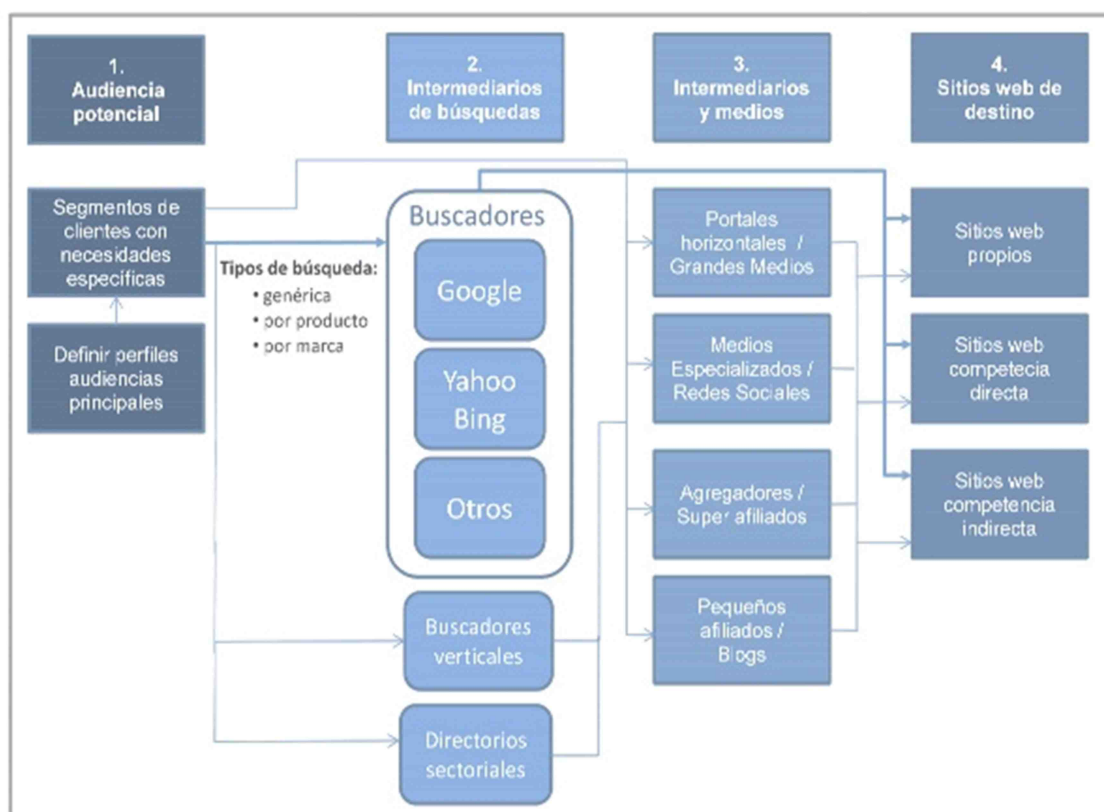 1.
Audiencia
potencial
2.
Intermediarios
de búsquedas
3.
Intermediarios
y medios
4.
Sitios web de
destino
Segmentos de
clientes con
necesidades
específicas
Definir perfiles
audiencias
principales
Tipos de búsqueda:
• genérica
• por producto
• por marca
Buscadores
Google
Yahoo
Bing
Otros
Buscadores
verticales
Directorios
sectoriales
Portales
horizontales /
Grandes Medios
Medios
Especializados /
Redes Sociales
Agregadores /
Super afiliados
Pequeños
afiliados /
Blogs
Sitios web
propios
Sitios web
competecia
directa
Sitios web
competencia
indirecta